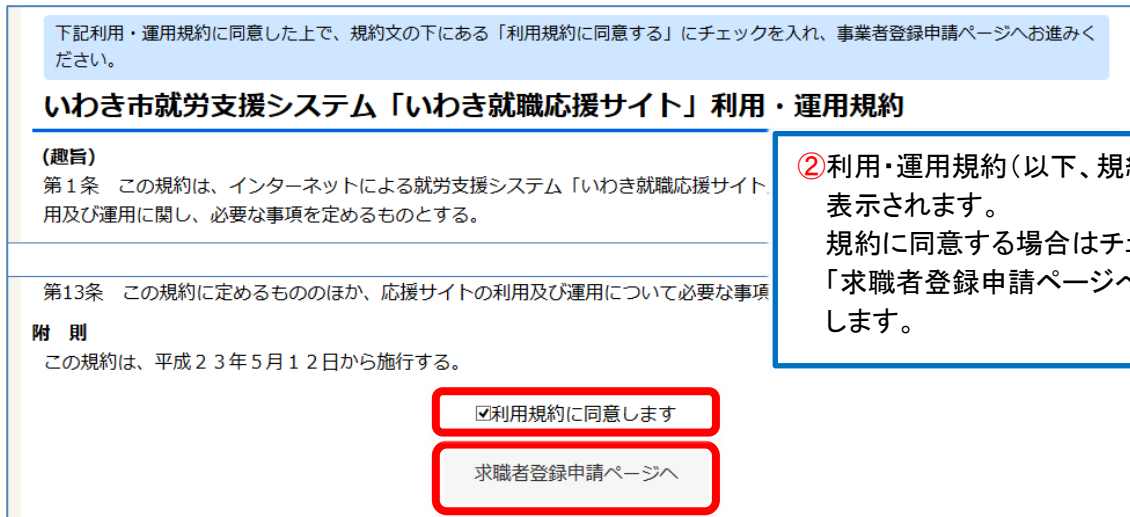 下記利用・運用規約に同意した上で、規約文の下にある「利用規約に同意する」にチェックを入れ、事業者登録申請ページへお進みく
ださい。
いわき市就労支援システム「いわき就職応援サイト」利用・運用規約
(趣旨)
第１条　この規約は、インターネットによる就労支援システム「いわき就職応援サイト
用及び運用に関し、必要な事項を定めるものとする。
②利用・運用規約（以下、規
表示されます。
規約に同意する場合はチ
「求職者登録申請ページへ
します。
第13条　この規約に定めるもののほか、応援サイトの利用及び運用について必要な事項
附　則
この規約は、平成２３年５月１２日から施行する。
☑利用規約に同意します
求職者登録申請ページへ